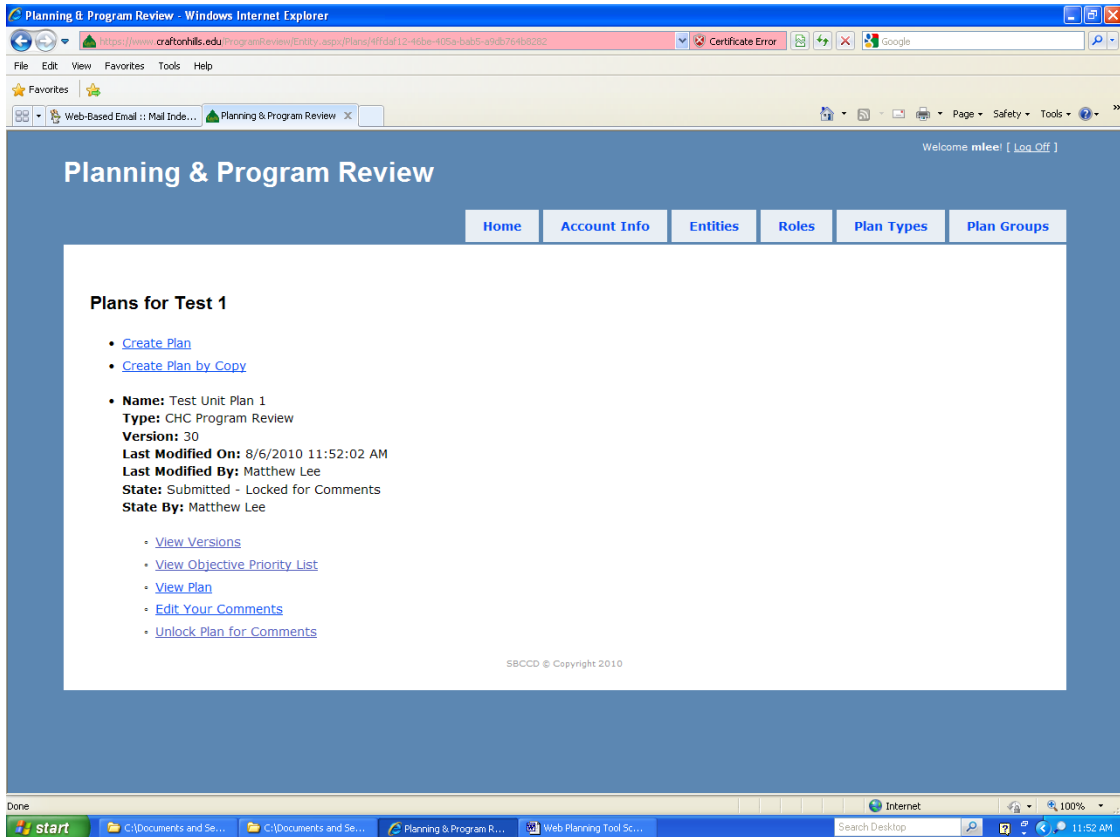 Planning & Program Review - Windows Internet Explorer
https://www.craftonhills.edu/ProgramReview/Entity.aspx/Plans/4ffdaf12-46be-405a-bab5-a9db764b8282
Certificate Error
Google
File Edit View Favorites Tools Help
Favorites
Web-Based Email :: Mail Inde...
Planning & Program Review X
Page Safety Tools
Welcome mlee! [ Log Off ]
Planning & Program Review
Home Account Info Entities Roles Plan Types Plan Groups
Plans for Test 1
Create Plan
Create Plan by Copy
Name: Test Unit Plan 1
Type: CHC Program Review
Version: 30
Last Modified On: 8/6/2010 11:52:02 AM
Last Modified By: Matthew Lee
State: Submitted - Locked for Comments
State By: Matthew Lee
View Versions
View Objective Priority List
View Plan
Edit Your Comments
Unlock Plan for Comments
SBCCD © Copyright 2010
Done
Internet
100%
start
C:\Documents and Se...
C:\Documents and Se...
Planning & Program R...
Web Planning Tool Sc...
Search Desktop
11:52 AM